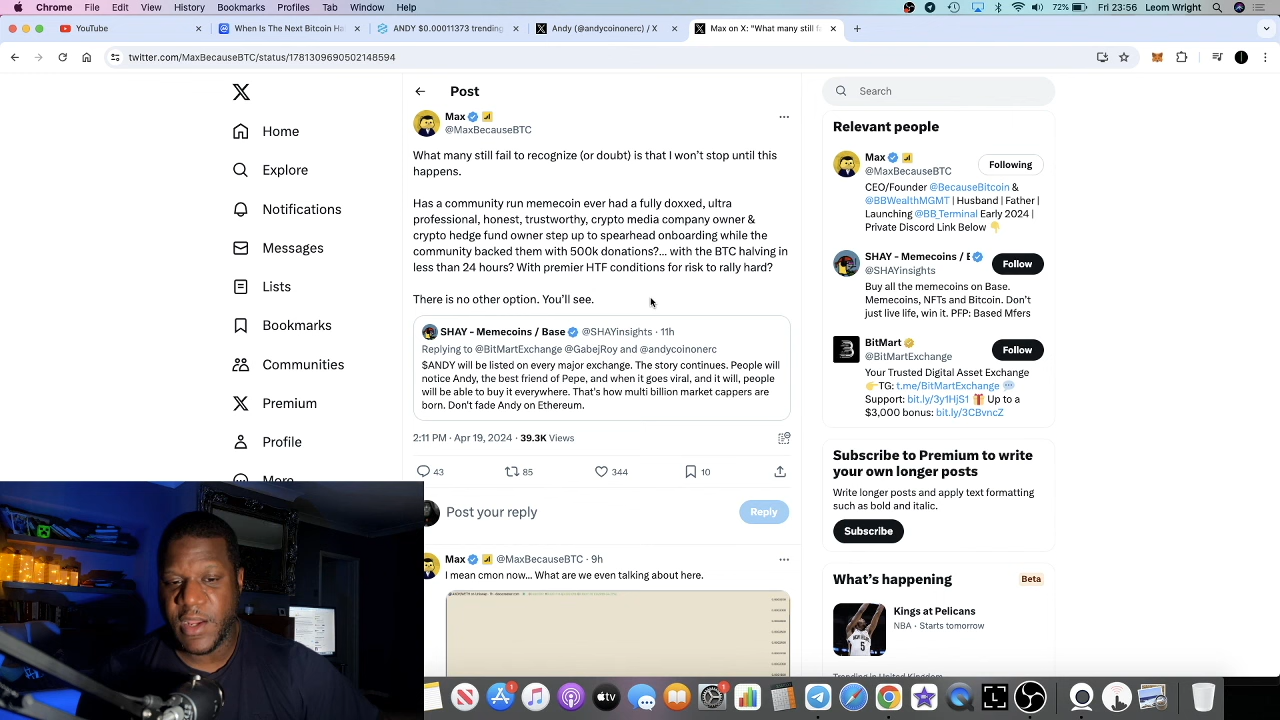 Chrome File Edit View History Bookmarks Profiles Tab Window Help
72% Fri 23:56 Leom Wright
YouTube
When Is The Next Bitcoin Ha
ANDY $0.00011373 trending
Andy (@andycoinonerc) / X
Max on X: "What many still fa
twitter.com/MaxBecauseBTC/status/1781309690502148594
Home
Explore
Notifications
Messages
Lists
Bookmarks
Communities
Premium
Profile
More
Post
Max
@MaxBecauseBTC
What many still fail to recognize (or doubt) is that I won't stop until this
happens.
Has a community run memecoin ever had a fully doxxed, ultra
professional, honest, trustworthy, crypto media company owner &
crypto hedge fund owner step up to spearhead onboarding while the
community backed them with 500k donations?... with the BTC halving in
less than 24 hours? With premier HTF conditions for risk to rally hard?
There is no other option. You'll see.
SHAY - Memecoins / Base @SHAYinsights · 11h
Replying to @BitMartExchange @GabejRoy and @andycoinonerc
$ANDY will be listed on every major exchange. The story continues. People will
notice Andy, the best friend of Pepe, and when it goes viral, and it will, people
will be able to buy it everywhere. That's how multi billion market cappers are
born. Don't fade Andy on Ethereum.
2:11 PM · Apr 19, 2024 · 39.3K Views
43 85 344 10
Post your reply
Reply
Max @MaxBecauseBTC · 9h
I mean cmon now... What are we even talking about here.
Search
Relevant people
Max
@MaxBecauseBTC
Following
CEO/Founder @BecauseBitcoin &
@BBWealthMGMT | Husband | Father |
Launching @BB_Terminal Early 2024 |
Private Discord Link Below 👇
SHAY - Memecoins / E
@SHAYinsights
Follow
Buy all the memecoins on Base.
Memecoins, NFTs and Bitcoin. Don't
just live life, win it. PFP: Based Mfers
BitMart
@BitMartExchange
Follow
Your Trusted Digital Asset Exchange
👉TG: t.me/BitMartExchange 💬
Support: bit.ly/3y1HjS1 🎁 Up to a
$3,000 bonus: bit.ly/3CBvncZ
Subscribe to Premium to write
your own longer posts
Write longer posts and apply text formatting
such as bold and italic.
Subscribe
What's happening
Beta
Kings at Pelicans
NBA · Starts tomorrow
tv